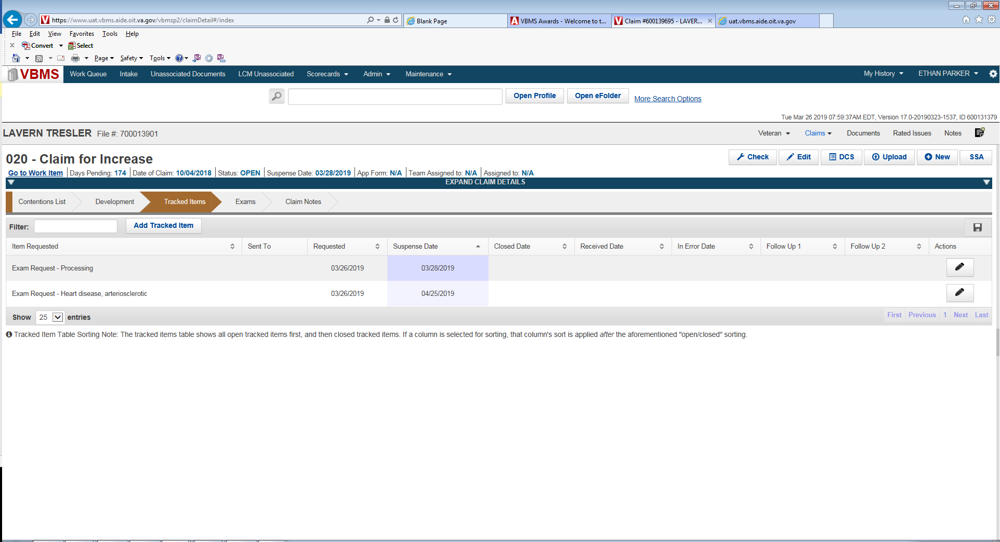 https://www.uat.vbms.aide.oit.va.gov/vbmsp2/claimDetail#/index
Blank Page
VBMS Awards - Welcome to t...
Claim #600139695 - LAVER...
uat.vbms.aide.oit.va.gov
File Edit View Favorites Tools Help
x Convert Select
Page Safety Tools
VBMS Work Queue Intake Unassociated Documents LCM Unassociated Scorecards Admin Maintenance My History ETHAN PARKER
Open Profile Open eFolder More Search Options
Tue Mar 26 2019 07:59:37AM EDT, Version 17.0-20190323-1537, ID 600131379
LAVERN TRESLER File #: 700013901 Veteran Claims Documents Rated Issues Notes
020 - Claim for Increase Check Edit DCS Upload New SSA
Go to Work Item Days Pending: 174 Date of Claim: 10/04/2018 Status: OPEN Suspense Date: 03/28/2019 App Form: N/A Team Assigned to: N/A Assigned to: N/A
EXPAND CLAIM DETAILS
Contentions List Development Tracked Items Exams Claim Notes
Filter: Add Tracked Item
Item Requested Sent To Requested Suspense Date Closed Date Received Date In Error Date Follow Up 1 Follow Up 2 Actions
Exam Request - Processing 03/26/2019 03/28/2019
Exam Request - Heart disease, arteriosclerotic 03/26/2019 04/25/2019
Show 25 entries First Previous 1 Next Last
Tracked Item Table Sorting Note: The tracked items table shows all open tracked items first, and then closed tracked items. If a column is selected for sorting, that column's sort is applied after the aforementioned "open/closed" sorting.